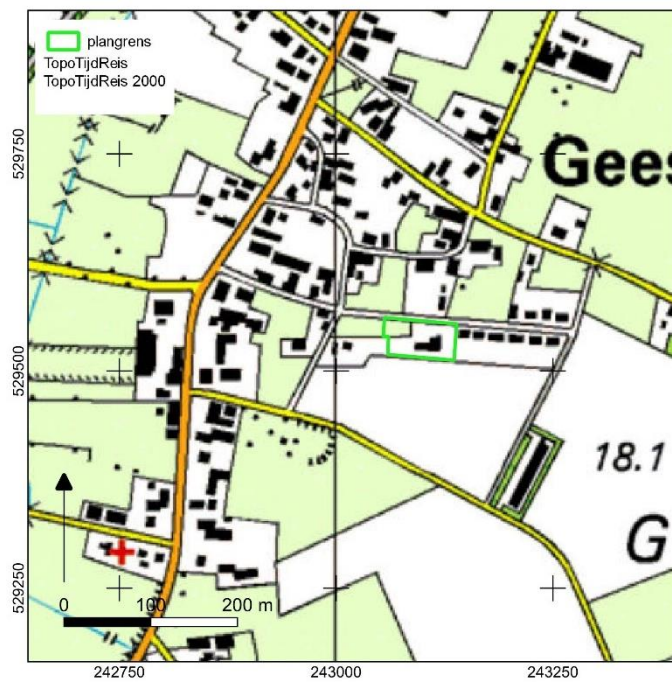 plangrens
TopoTijdReis
TopoTijdReis 2000
529750
Gees
529500
18.1
G
529250
0 100 200 m
242750 243000 243250